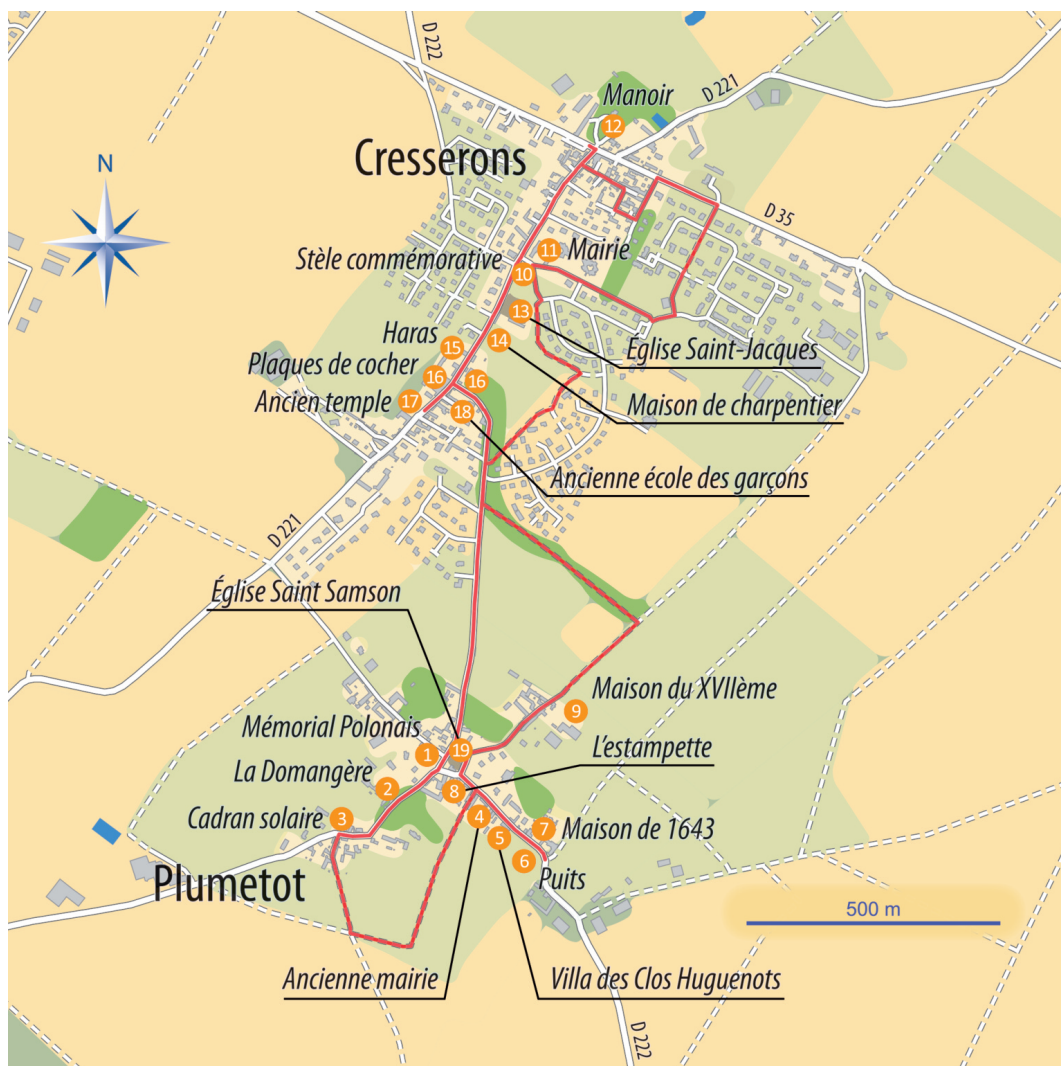 D 222
Manoir
D 221
12
N
Cresserons
D 35
11 Mairie
Stèle commémorative
10
13
Haras
15
14
Église Saint-Jacques
Plaques de cocher
16
16
Ancien temple
17
18
Maison de charpentier
Ancienne école des garçons
D 221
Église Saint Samson
Maison du XVIIème
9
Mémorial Polonais
1
19
L'estampette
La Domangère
2
8
Cadran solaire
3
4
5
7
Maison de 1643
6
Puits
Plumetot
500 m
Ancienne mairie
Villa des Clos Huguenots
D 222